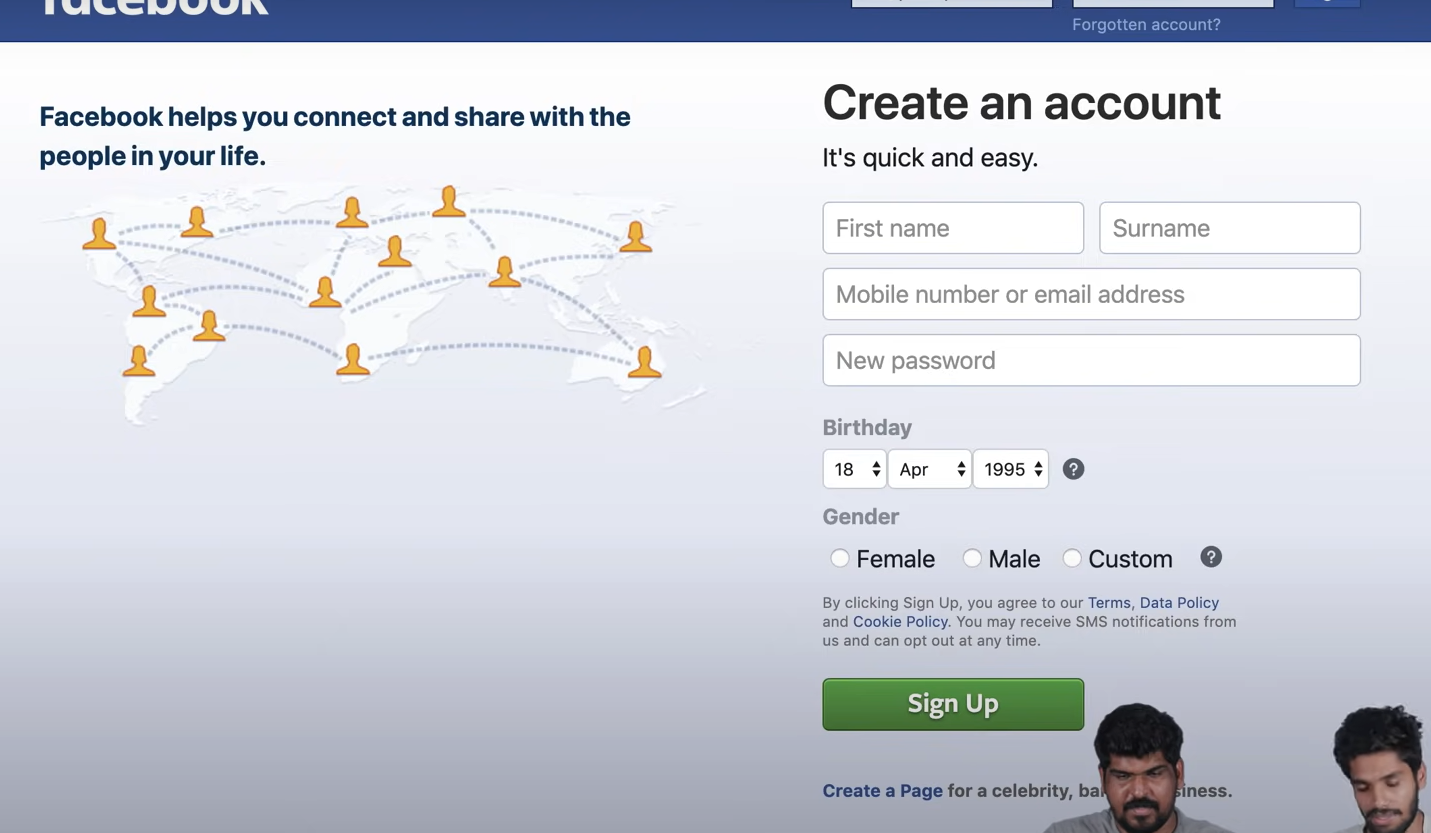 facebook
Forgotten account?
Facebook helps you connect and share with the
people in your life.
Create an account
It's quick and easy.
First name
Surname
Mobile number or email address
New password
Birthday
18
Apr
1995
?
Gender
Female
Male
Custom
?
By clicking Sign Up, you agree to our Terms, Data Policy
and Cookie Policy. You may receive SMS notifications from
us and can opt out at any time.
Sign Up
Create a Page for a celebrity,